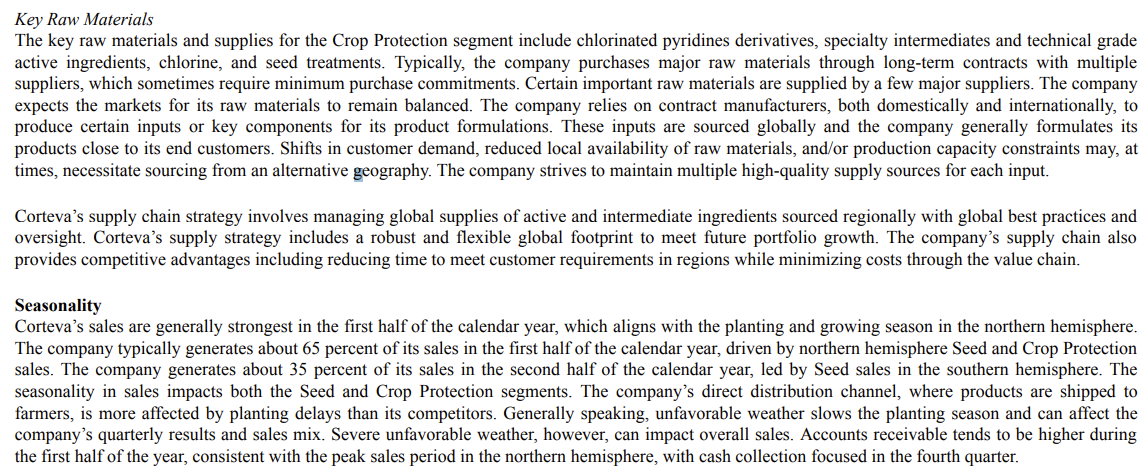 Key Raw Materials
The key raw materials and supplies for the Crop Protection segment include chlorinated pyridines derivatives, specialty intermediates and technical grade
active ingredients, chlorine, and seed treatments. Typically, the company purchases major raw materials through long-term contracts with multiple
suppliers, which sometimes require minimum purchase commitments. Certain important raw materials are supplied by a few major suppliers. The company
expects the markets for its raw materials to remain balanced. The company relies on contract manufacturers, both domestically and internationally, to
produce certain inputs or key components for its product formulations. These inputs are sourced globally and the company generally formulates its
products close to its end customers. Shifts in customer demand, reduced local availability of raw materials, and/or production capacity constraints may, at
times, necessitate sourcing from an alternative geography. The company strives to maintain multiple high-quality supply sources for each input.
Corteva’s supply chain strategy involves managing global supplies of active and intermediate ingredients sourced regionally with global best practices and
oversight. Corteva’s supply strategy includes a robust and flexible global footprint to meet future portfolio growth. The company’s supply chain also
provides competitive advantages including reducing time to meet customer requirements in regions while minimizing costs through the value chain.
Seasonality
Corteva’s sales are generally strongest in the first half of the calendar year, which aligns with the planting and growing season in the northern hemisphere.
The company typically generates about 65 percent of its sales in the first half of the calendar year, driven by northern hemisphere Seed and Crop Protection
sales. The company generates about 35 percent of its sales in the second half of the calendar year, led by Seed sales in the southern hemisphere. The
seasonality in sales impacts both the Seed and Crop Protection segments. The company’s direct distribution channel, where products are shipped to
farmers, is more affected by planting delays than its competitors. Generally speaking, unfavorable weather slows the planting season and can affect the
company’s quarterly results and sales mix. Severe unfavorable weather, however, can impact overall sales. Accounts receivable tends to be higher during
the first half of the year, consistent with the peak sales period in the northern hemisphere, with cash collection focused in the fourth quarter.